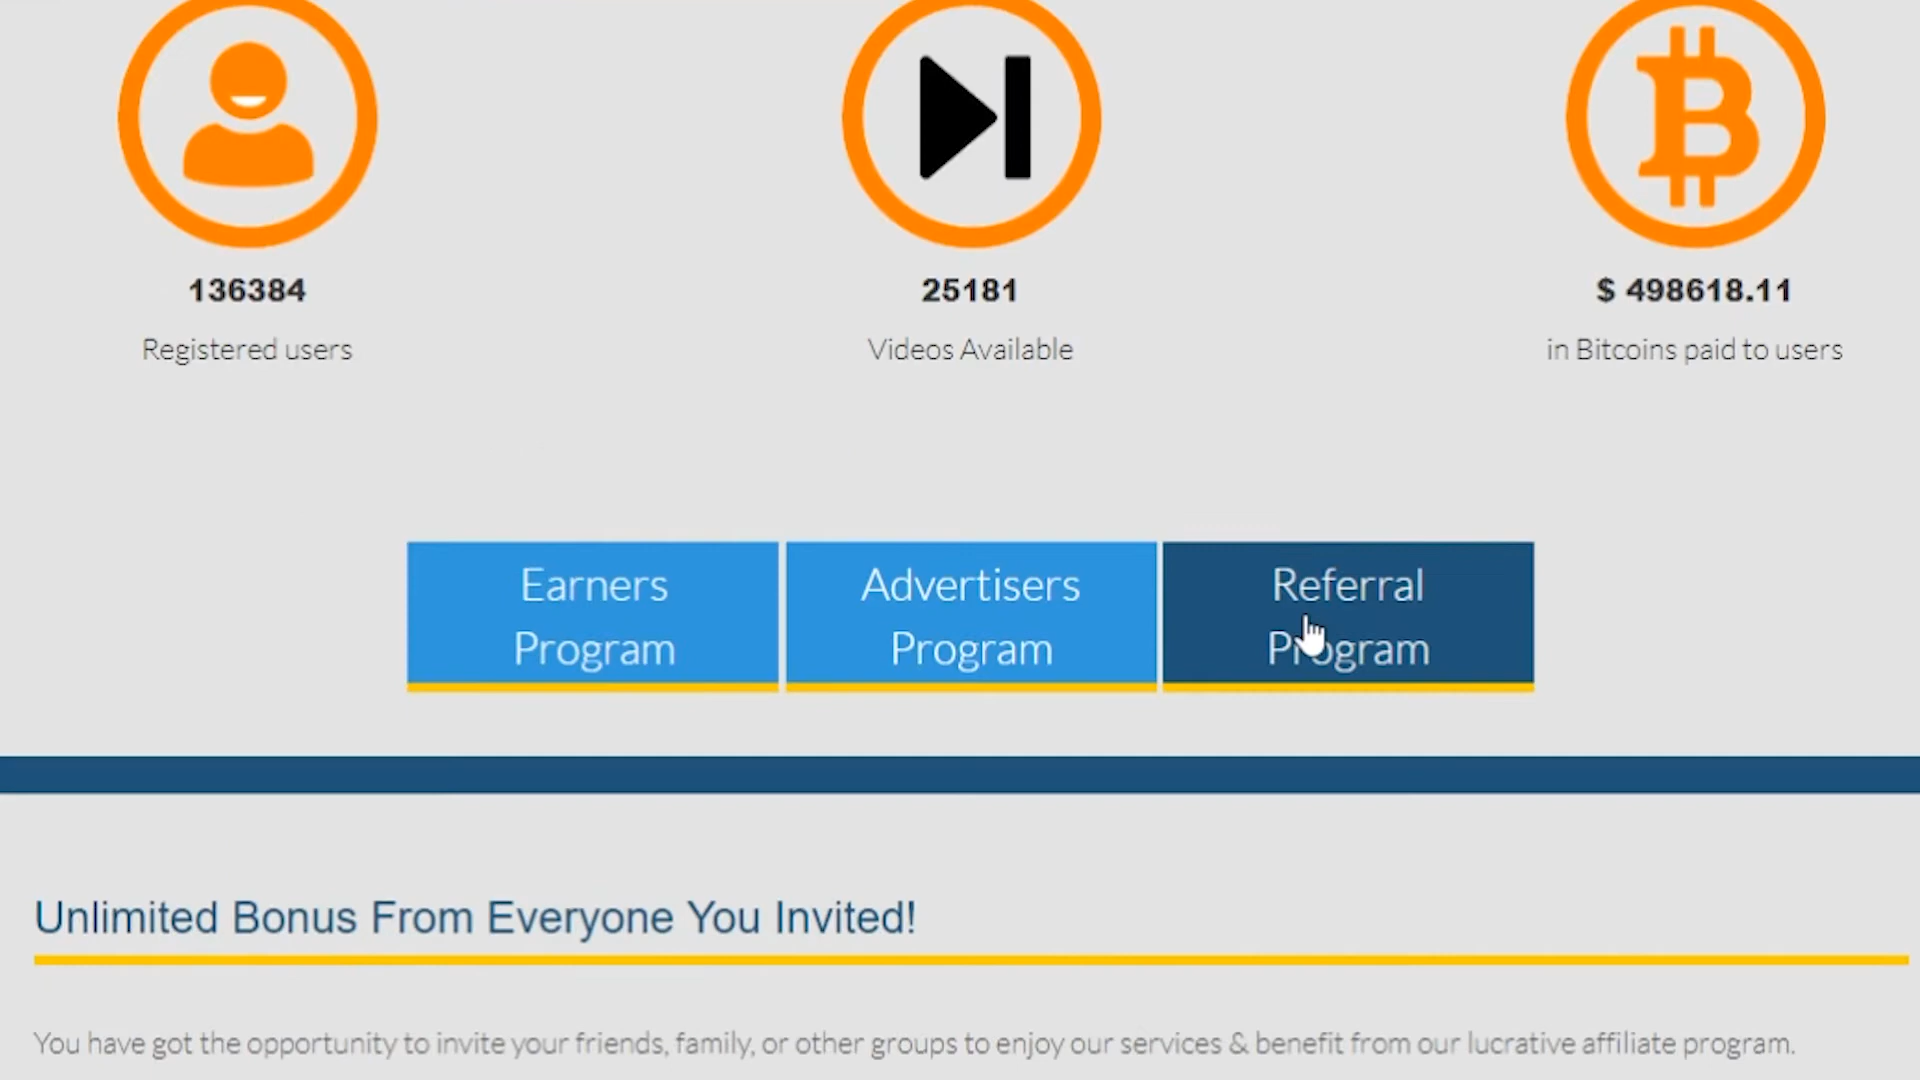 136384
25181
$ 498618.11
Registered users
Videos Available
in Bitcoins paid to users
Earners
Program
Advertisers
Program
Referral
Program
Unlimited Bonus From Everyone You Invited!
You have got the opportunity to invite your friends, family, or other groups to enjoy our services & benefit from our lucrative affiliate program.